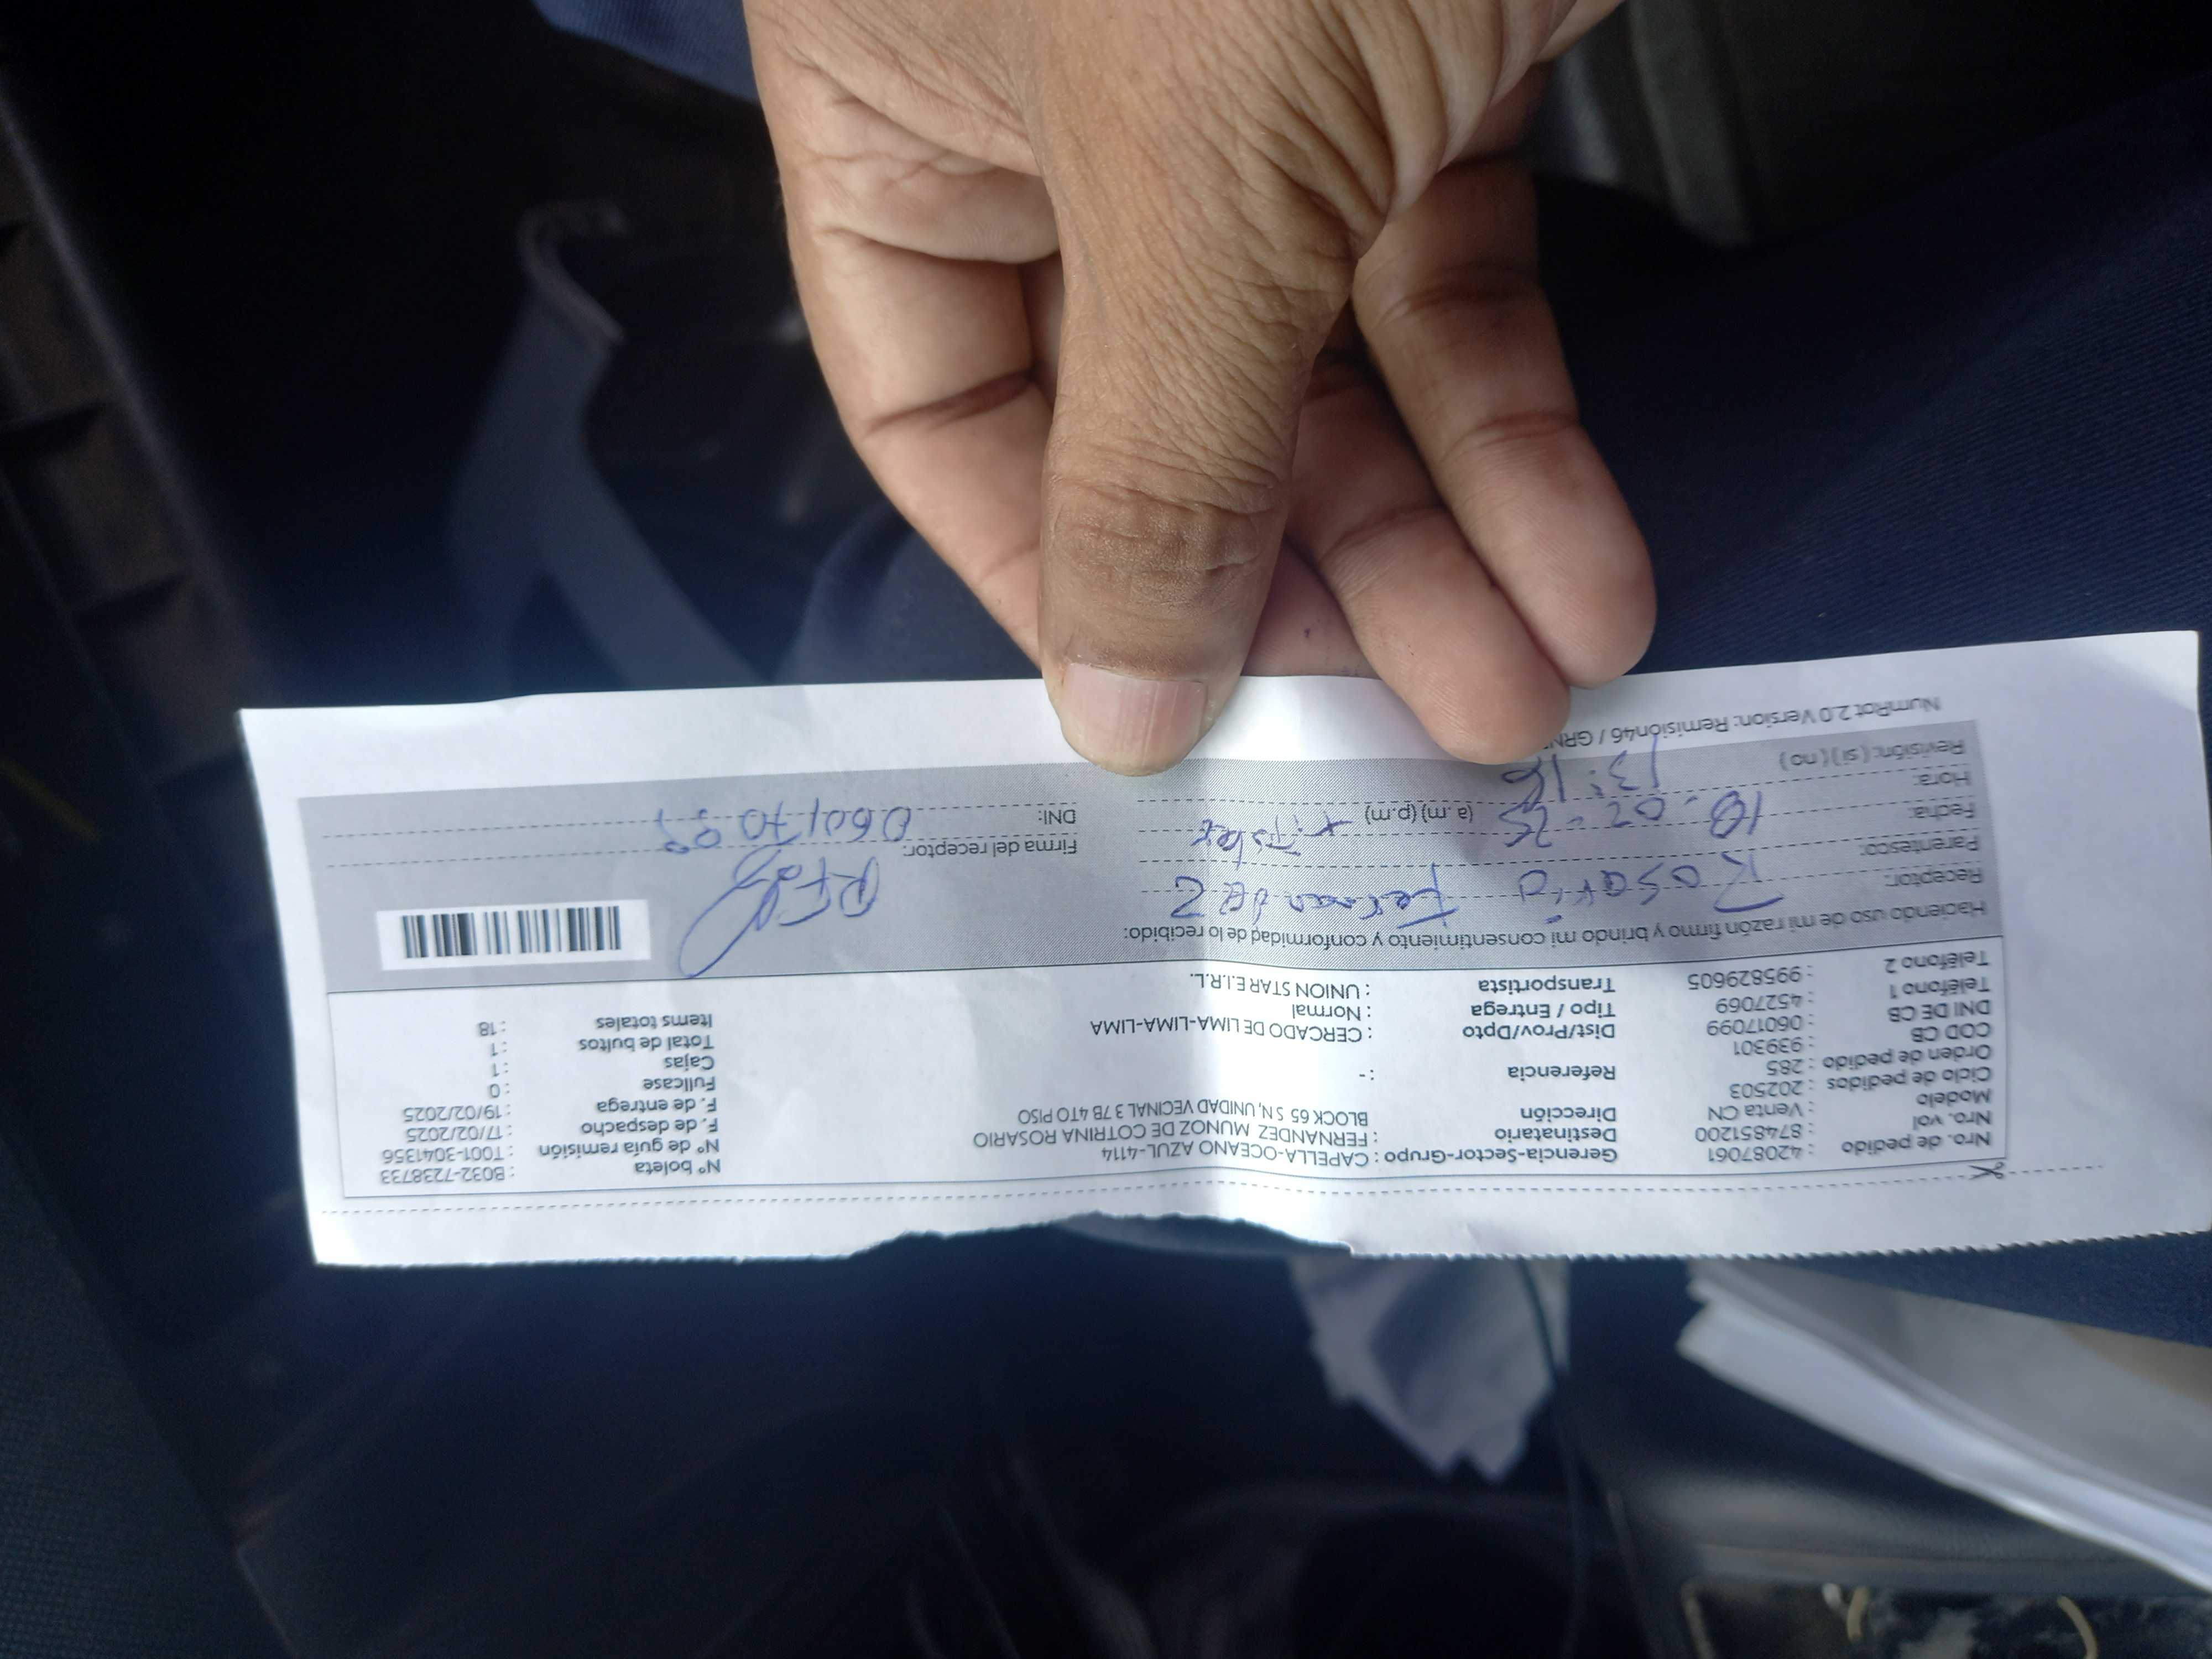 Nro. de pedido : 42087061 Gerencia-Sector-Grupo : CAPELLA-OCEANO AZUL-4114 N° boleta : B032-7238733
Nro. vol : 874851200 Destinatario : FERNANDEZ MUNOZ DE COTRINA ROSARIO N° de guía remisión : T001-3041356
Modelo : Venta CN Dirección BLOCK 65 S N, UNIDAD VECINAL 3 7B 4TO PISO F. de despacho : 17/02/2025
Ciclo de pedidos : 202503 F. de entrega : 19/02/2025
Orden de pedido : 285 Referencia : - Fullcase : 0
COD CB : 939301 Cajas : 1
DNI DE CB : 06017099 Dist/Prov/Dpto : CERCADO DE LIMA-LIMA-LIMA Total de bultos : 1
Teléfono 1 : 4527069 Tipo / Entrega : Normal Items totales : 18
Teléfono 2 : 995829605 Transportista : UNION STAR E.I.R.L.
Haciendo uso de mi razón firmo y brindo mi consentimiento y conformidad de lo recibido:
Receptor: Rosario Fernandez
Parentesco: Firma del receptor:
Fecha: 18-02-25 titular DNI: 06017099
Hora: 13:16 (a.m) (p.m)
Revisión: ( si ) ( no )
NumRot 2.0 Version: Remisión46 / GRN